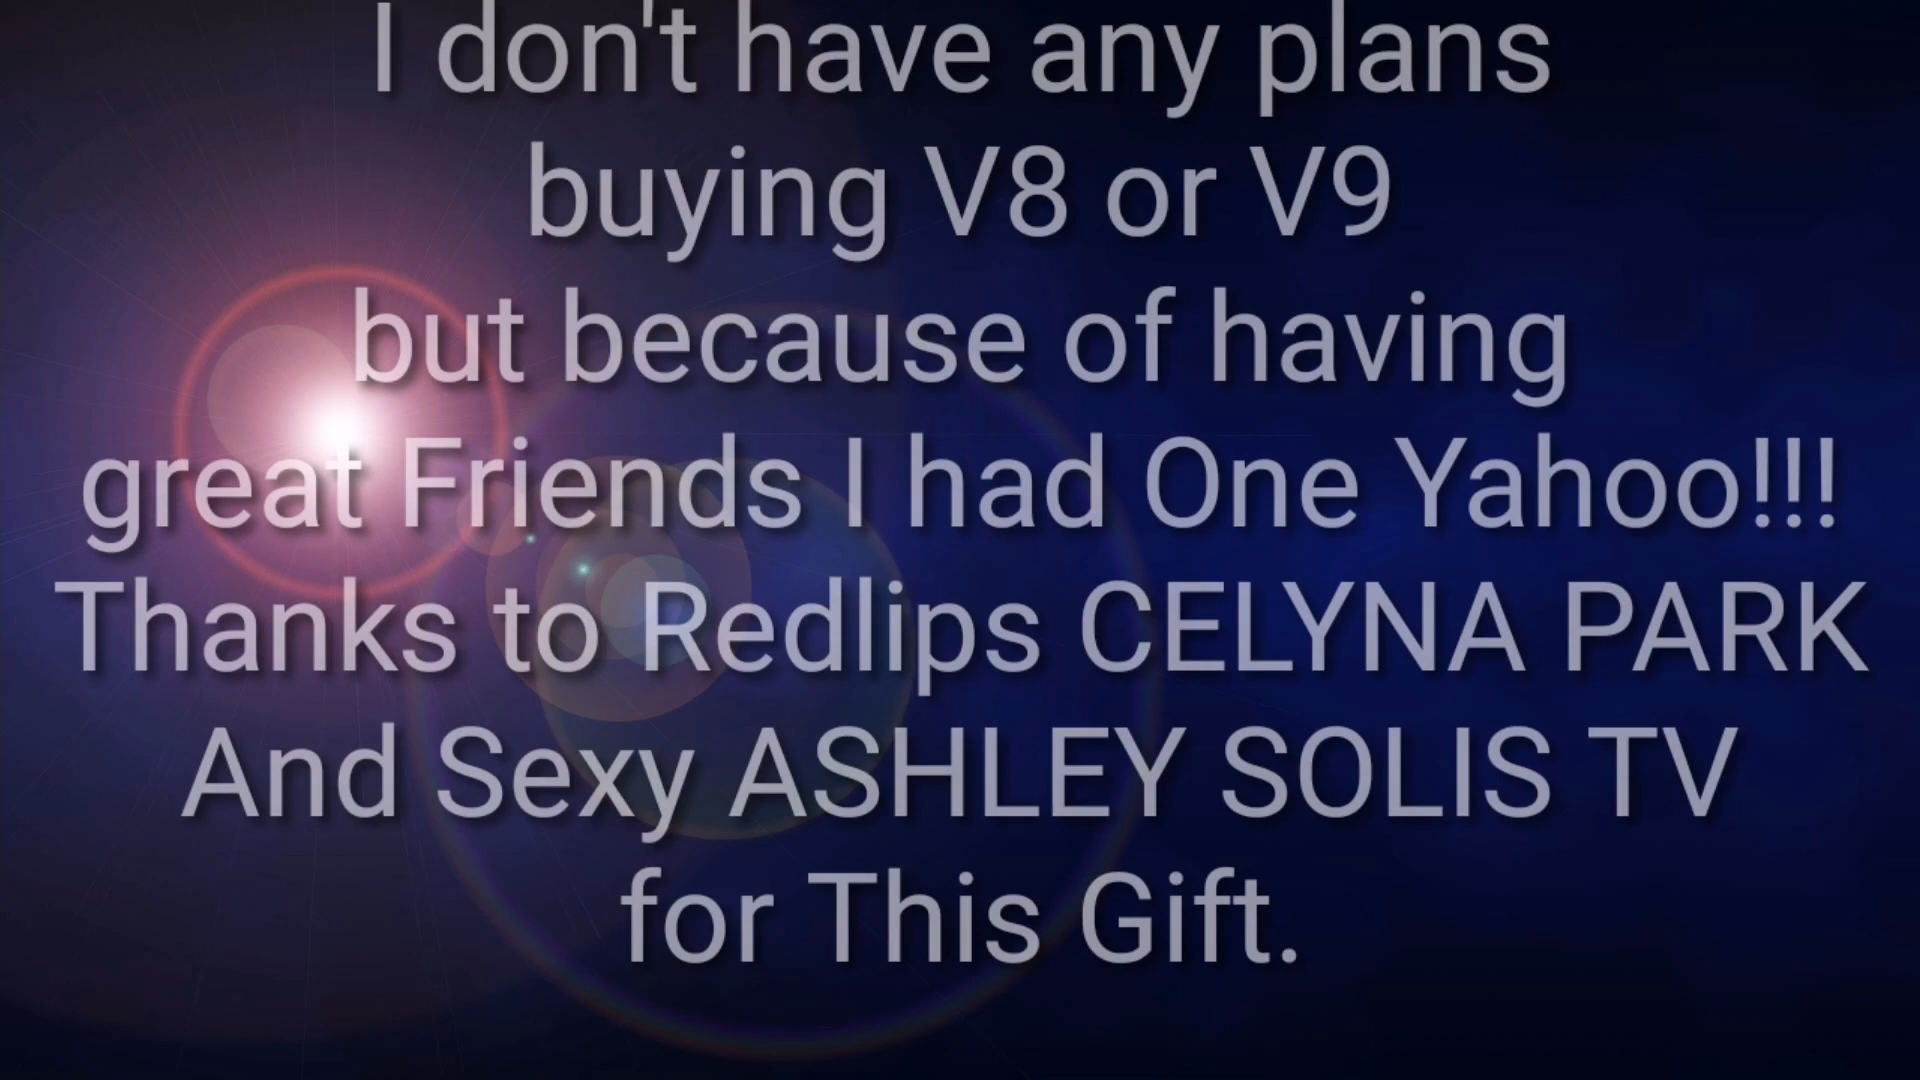 I don't have any plans
buying V8 or V9
but because of having
great Friends I had One Yahoo!!!
Thanks to Redlips CELYNA PARK
And Sexy ASHLEY SOLIS TV
for This Gift.